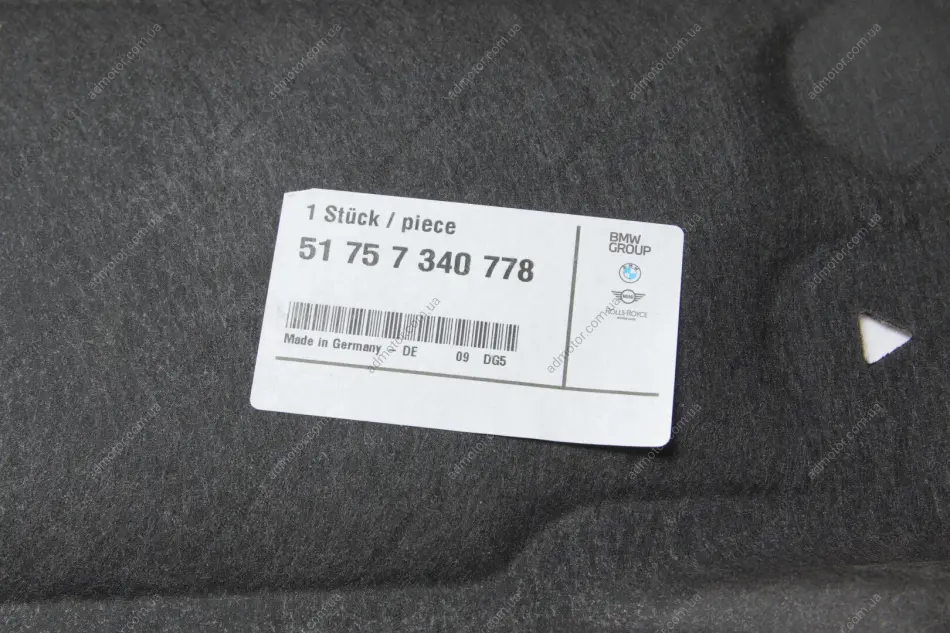 1 Stück / piece
51 75 7 340 778
Made in Germany - DE 09 DG5
BMW
GROUP
MINI
ROLLS-ROYCE
admotor.com.ua